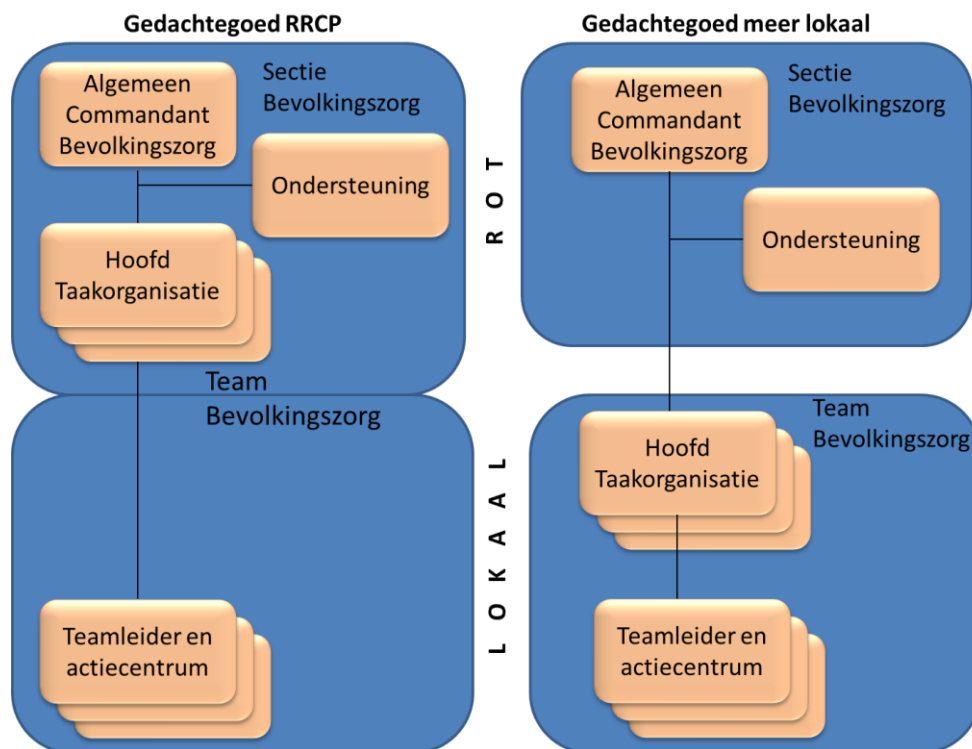 Gedachtegoed RRCP
Sectie
Bevolkingszorg
Algemeen
Commandant
Bevolkingszorg
Ondersteuning
Hoofd
Taakorganisatie
Team
Bevolkingszorg
Teamleider en
actiecentrum
ROT
LOKAAL
Gedachtegoed meer lokaal
Sectie
Bevolkingszorg
Algemeen
Commandant
Bevolkingszorg
Ondersteuning
Team
Bevolkingszorg
Hoofd
Taakorganisatie
Teamleider en
actiecentrum